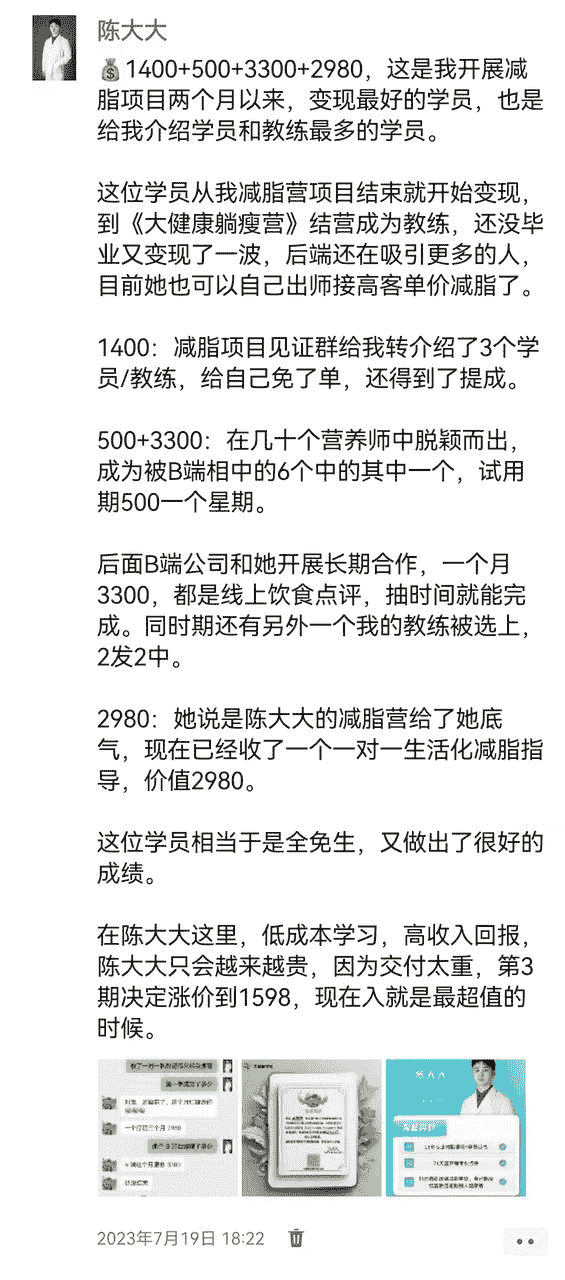 陈大大
💰1400+500+3300+2980，这是我开展减
脂项目两个月以来，变现最好的学员，也是
给我介绍学员和教练最多的学员。
这位学员从我减脂营项目结束就开始变现，
到《大健康躺瘦营》结营成为教练，还没毕
业又变现了一波，后端还在吸引更多的人，
目前她也可以自己出师接高客单价减脂了。
1400：减脂项目见证群给我转介绍了3个学
员/教练，给自己免了单，还得到了提成。
500+3300：在几十个营养师中脱颖而出，
成为被B端相中的6个中的其中一个，试用
期500一个星期。
后面B端公司和她开展长期合作，一个月
3300，都是线上饮食点评，抽时间就能完
成。同时期还有另外一个我的教练被选上，
2发2中。
2980：她说是陈大大的减脂营给了她底
气，现在已经收了一个一对一生活化减脂指
导，价值2980。
这位学员相当于是全免生，又做出了很好的
成绩。
在陈大大这里，低成本学习，高收入回报，
陈大大只会越来越贵，因为交付太重，第3
期决定涨价到1598，现在入就是最超值的
时候。
陈大大
2023年7月19日 18:22